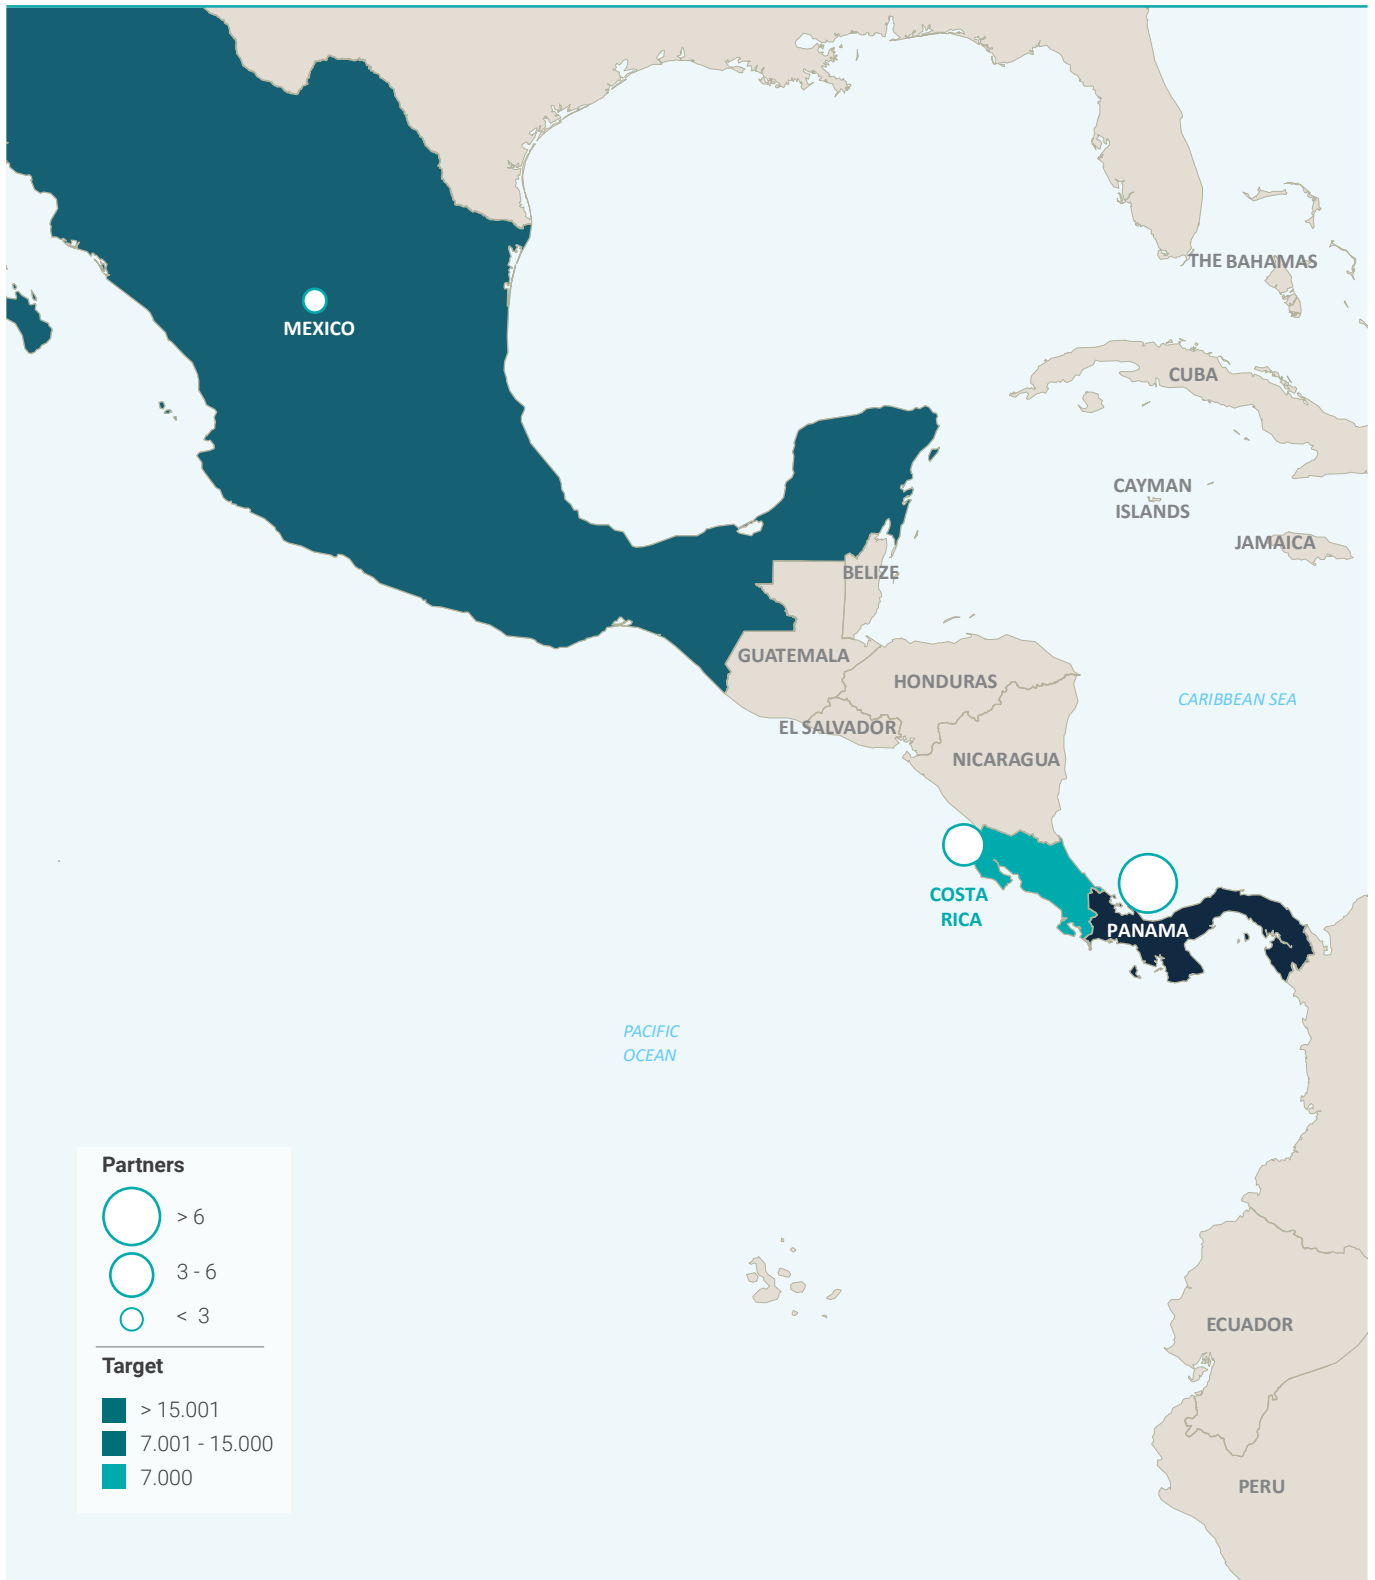 THE BAHAMAS
MEXICO
CUBA
CAYMAN
ISLANDS
JAMAICA
BELIZE
GUATEMALA
HONDURAS
CARIBBEAN SEA
EL SALVADOR
NICARAGUA
COSTA
RICA
PANAMA
PACIFIC
OCEAN
Partners
> 6
3 - 6
< 3
Target
> 15.001
7.001 - 15.000
7.000
ECUADOR
PERU